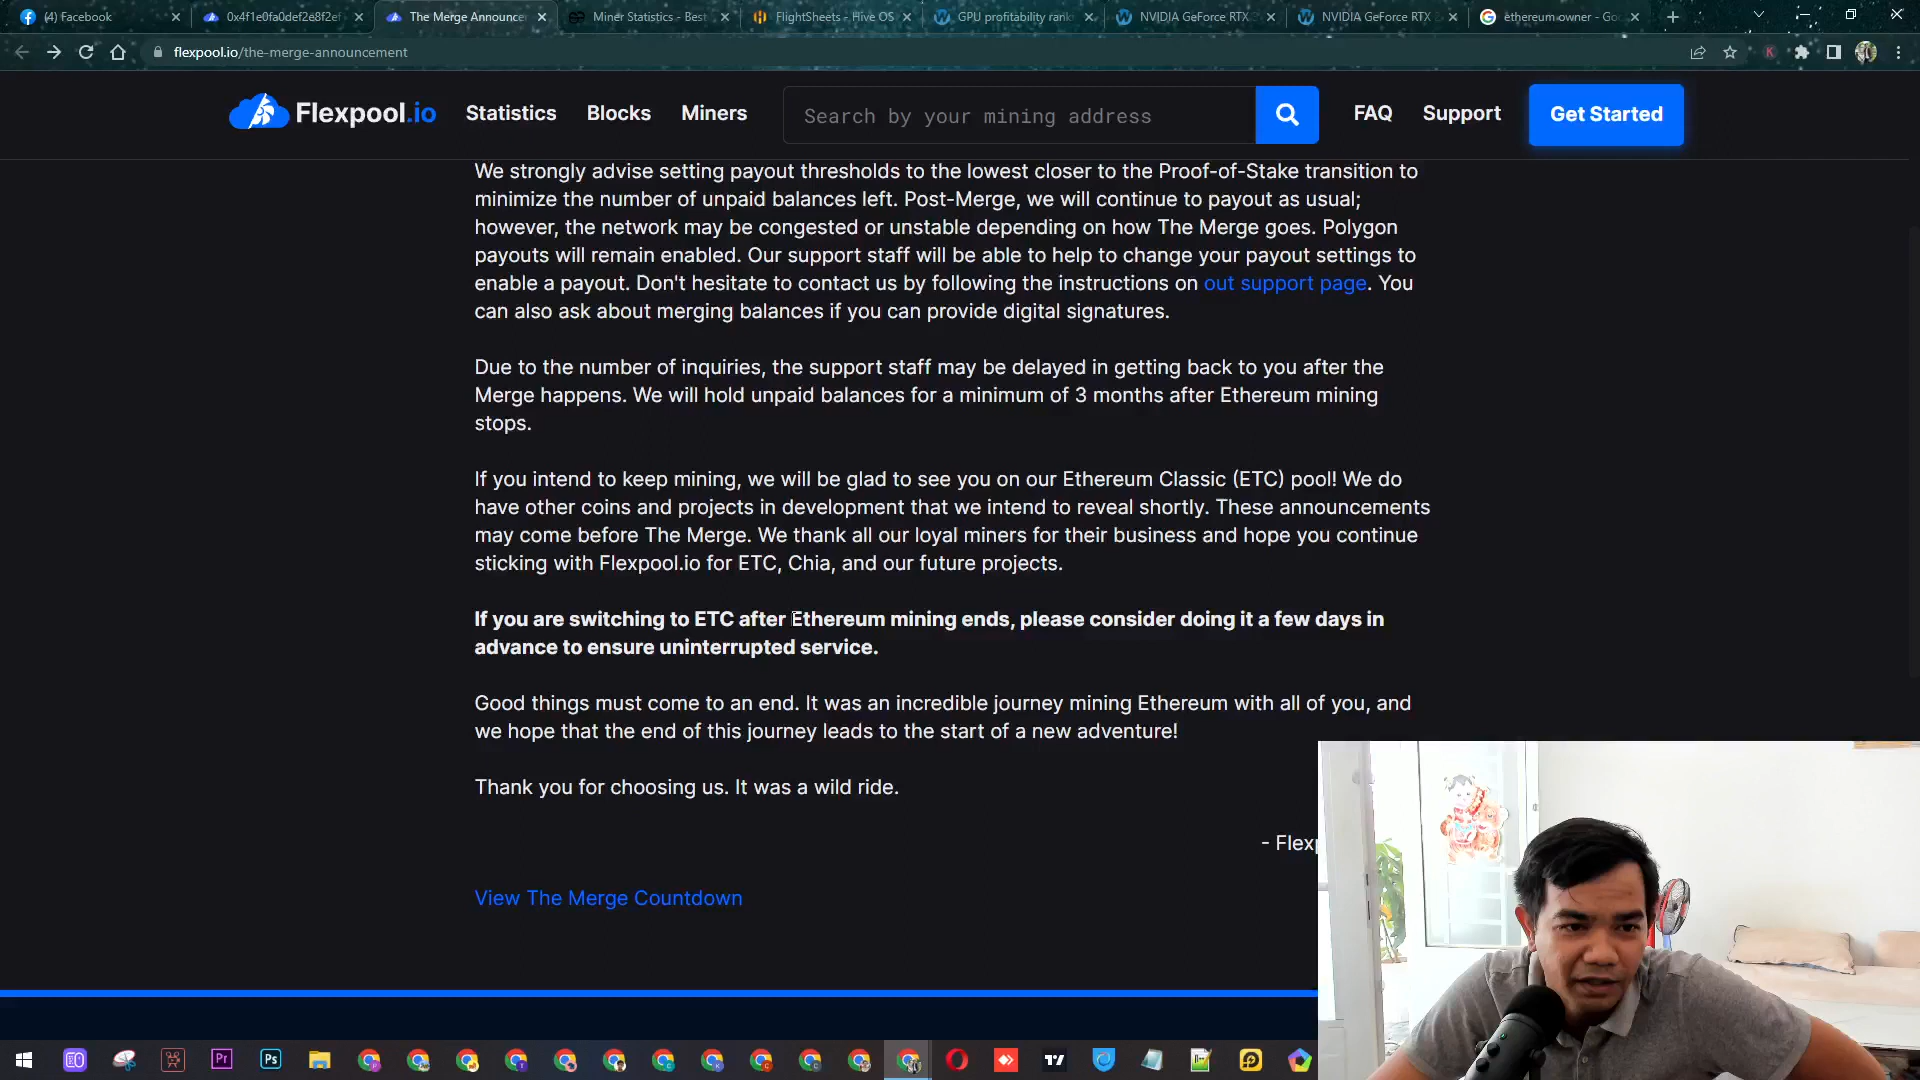 (4) Facebook
0x4f1e0fa0def2e8f2ef
The Merge Announce
Miner Statistics - Best
FlightSheets - Hive OS
GPU profitability rank
NVIDIA GeForce RTX
NVIDIA GeForce RTX
ethereum owner - Go
flexpool.io/the-merge-announcement
Flexpool.io
Statistics
Blocks
Miners
Search by your mining address
FAQ
Support
Get Started
We strongly advise setting payout thresholds to the lowest closer to the Proof-of-Stake transition to
minimize the number of unpaid balances left. Post-Merge, we will continue to payout as usual;
however, the network may be congested or unstable depending on how The Merge goes. Polygon
payouts will remain enabled. Our support staff will be able to help to change your payout settings to
enable a payout. Don't hesitate to contact us by following the instructions on out support page. You
can also ask about merging balances if you can provide digital signatures.
Due to the number of inquiries, the support staff may be delayed in getting back to you after the
Merge happens. We will hold unpaid balances for a minimum of 3 months after Ethereum mining
stops.
If you intend to keep mining, we will be glad to see you on our Ethereum Classic (ETC) pool! We do
have other coins and projects in development that we intend to reveal shortly. These announcements
may come before The Merge. We thank all our loyal miners for their business and hope you continue
sticking with Flexpool.io for ETC, Chia, and our future projects.
If you are switching to ETC after Ethereum mining ends, please consider doing it a few days in
advance to ensure uninterrupted service.
Good things must come to an end. It was an incredible journey mining Ethereum with all of you, and
we hope that the end of this journey leads to the start of a new adventure!
Thank you for choosing us. It was a wild ride.
- Flexp
View The Merge Countdown
Pr
Ps